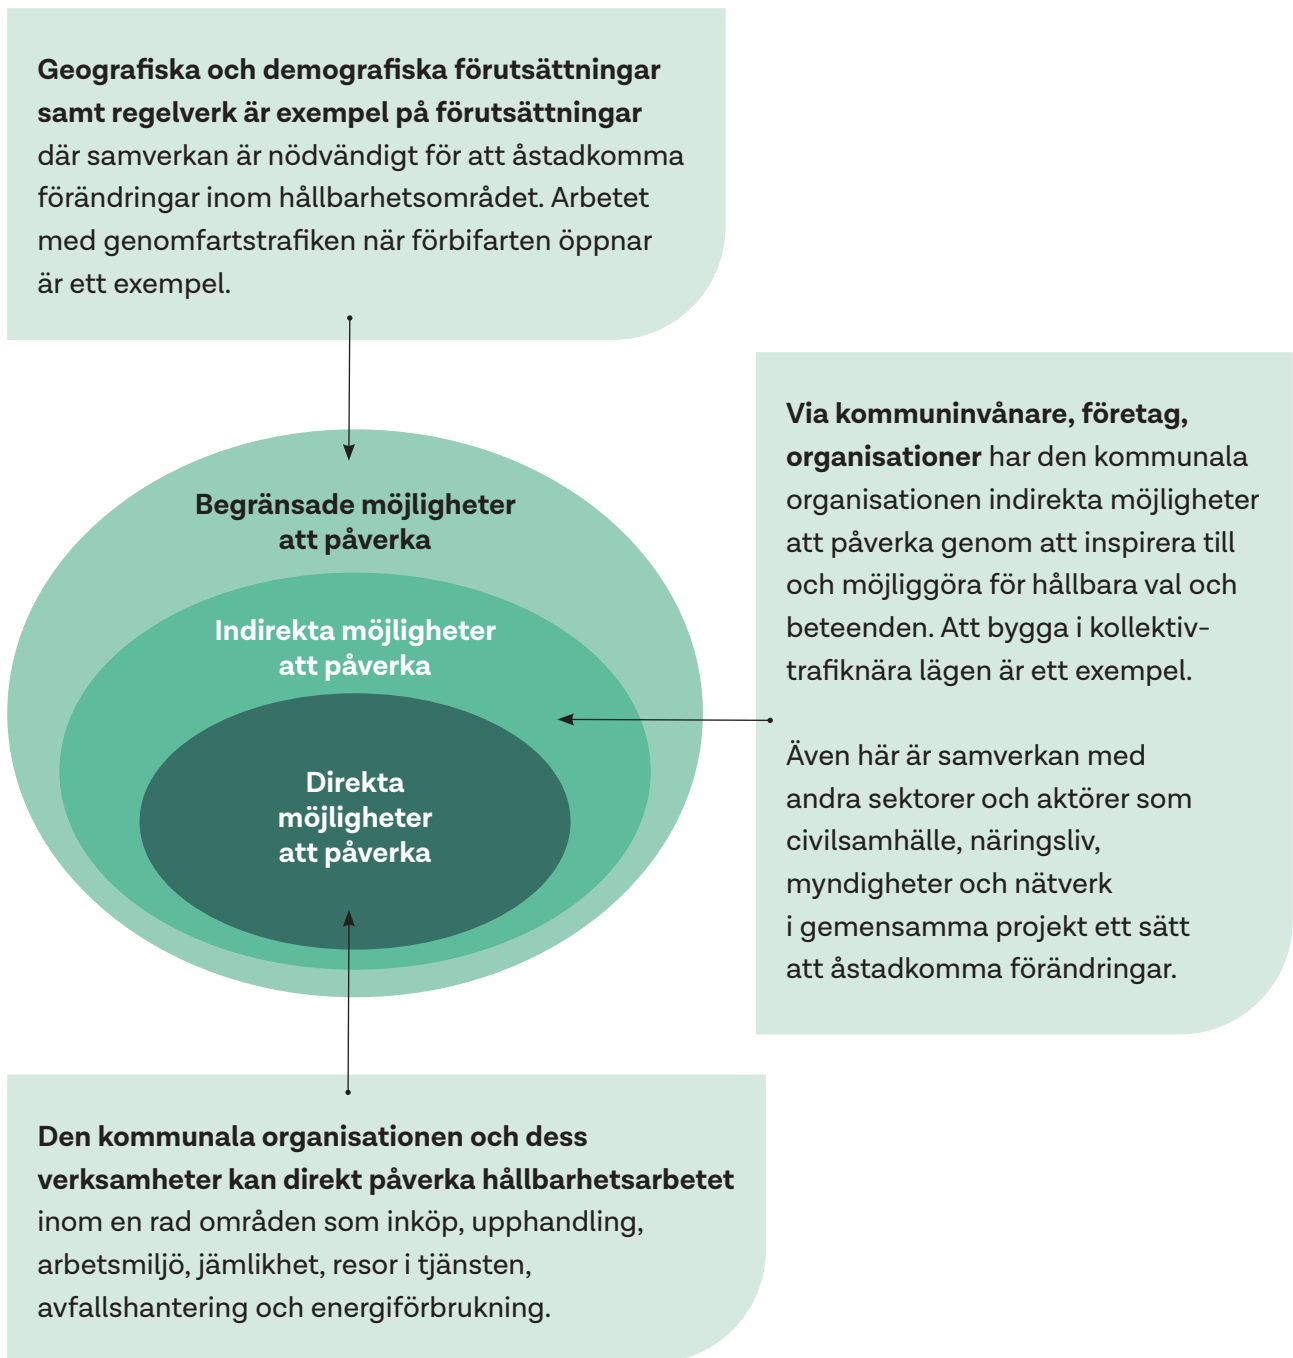 Geografiska och demografiska förutsättningar
samt regelverk är exempel på förutsättningar
där samverkan är nödvändigt för att åstadkomma
förändringar inom hållbarhetsområdet. Arbetet
med genomfartstrafiken när förbifarten öppnar
är ett exempel.
Begränsade möjligheter
att påverka
Indirekta möjligheter
att påverka
Direkta
möjligheter
att påverka
Via kommuninvånare, företag,
organisationer har den kommunala
organisationen indirekta möjligheter
att påverka genom att inspirera till
och möjliggöra för hållbara val och
beteenden. Att bygga i kollektiv-
trafiknära lägen är ett exempel.
Även här är samverkan med
andra sektorer och aktörer som
civilsamhälle, näringsliv,
myndigheter och nätverk
i gemensamma projekt ett sätt
att åstadkomma förändringar.
Den kommunala organisationen och dess
verksamheter kan direkt påverka hållbarhetsarbetet
inom en rad områden som inköp, upphandling,
arbetsmiljö, jämlikhet, resor i tjänsten,
avfallshantering och energiförbrukning.